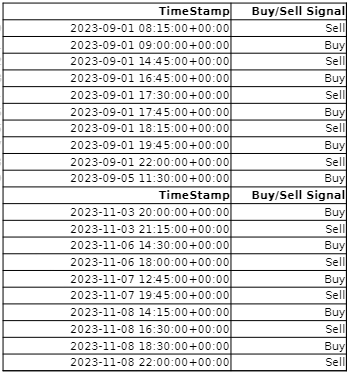 TimeStamp Buy/Sell Signal
2023-09-01 08:15:00+00:00 Sell
2023-09-01 09:00:00+00:00 Buy
2023-09-01 14:45:00+00:00 Sell
2023-09-01 16:45:00+00:00 Buy
2023-09-01 17:30:00+00:00 Sell
2023-09-01 17:45:00+00:00 Buy
2023-09-01 18:15:00+00:00 Sell
2023-09-01 19:45:00+00:00 Buy
2023-09-01 22:00:00+00:00 Sell
2023-09-05 11:30:00+00:00 Buy
TimeStamp Buy/Sell Signal
2023-11-03 20:00:00+00:00 Buy
2023-11-03 21:15:00+00:00 Sell
2023-11-06 14:30:00+00:00 Buy
2023-11-06 18:00:00+00:00 Sell
2023-11-07 12:45:00+00:00 Buy
2023-11-07 19:45:00+00:00 Sell
2023-11-08 14:15:00+00:00 Buy
2023-11-08 16:30:00+00:00 Sell
2023-11-08 18:30:00+00:00 Buy
2023-11-08 22:00:00+00:00 Sell